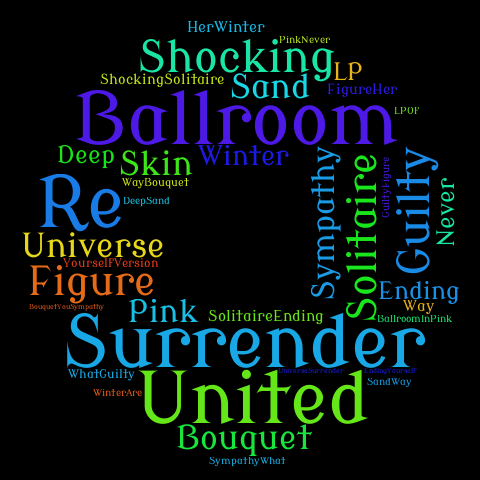 HerWinter
PinkNever
Shocking
LP
ShockingSolitaire
Sand
FigureHer
Ballroom
LPOF
Deep
Skin
Winter
Sympathy
Solitaire
GuiltyFigure
Guilty
Never
WayBouquet
Re
DeepSand
Universe
YourselfVersion
Figure
Ending
BouquetYouSympathy
Pink
SolitaireEnding
Way
BallroomInPink
Surrender
WhatGuilty
UniverseSurrender
EndingYourself
SandWay
WinterAre
United
Bouquet
SympathyWhat